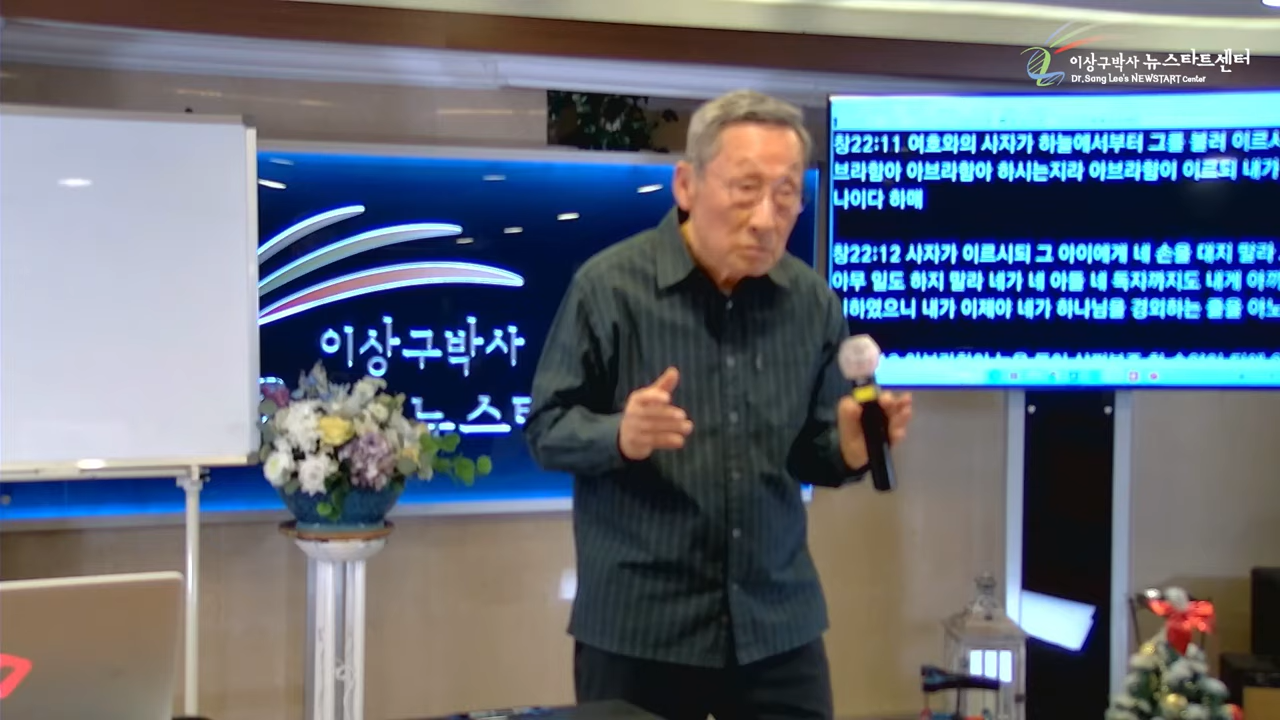 이상구박사 뉴스타트센터
Dr. Sang Lee's NEWSTART Center
창22:11 여호와의 사자가 하늘에서부터 그를 불러 이르시
브라함아 아브라함아 하시는지라 아브라함이 이르되 내가
나이다 하매
창22:12 사자가 이르시되 그 아이에게 네 손을 대지 말라
아무 일도 하지 말라 네가 네 아들 네 독자까지도 내게 아끼
하였으니 내가 이제야 네가 하나님을 경외하는 줄을 아노
이상구박사
뉴스타